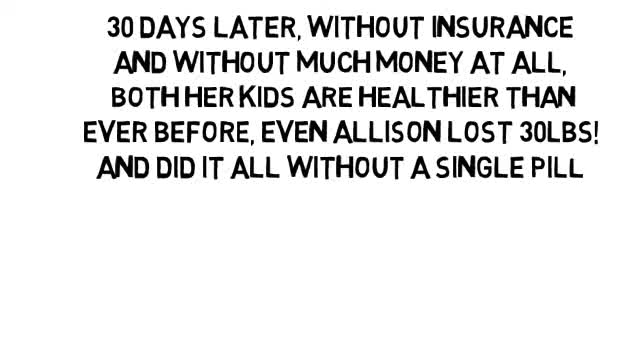 30 DAYS LATER, WITHOUT INSURANCE
AND WITHOUT MUCH MONEY AT ALL,
BOTH HER KIDS ARE HEALTHIER THAN
EVER BEFORE, EVEN ALLISON LOST 30LBS!
AND DID IT ALL WITHOUT A SINGLE PILL